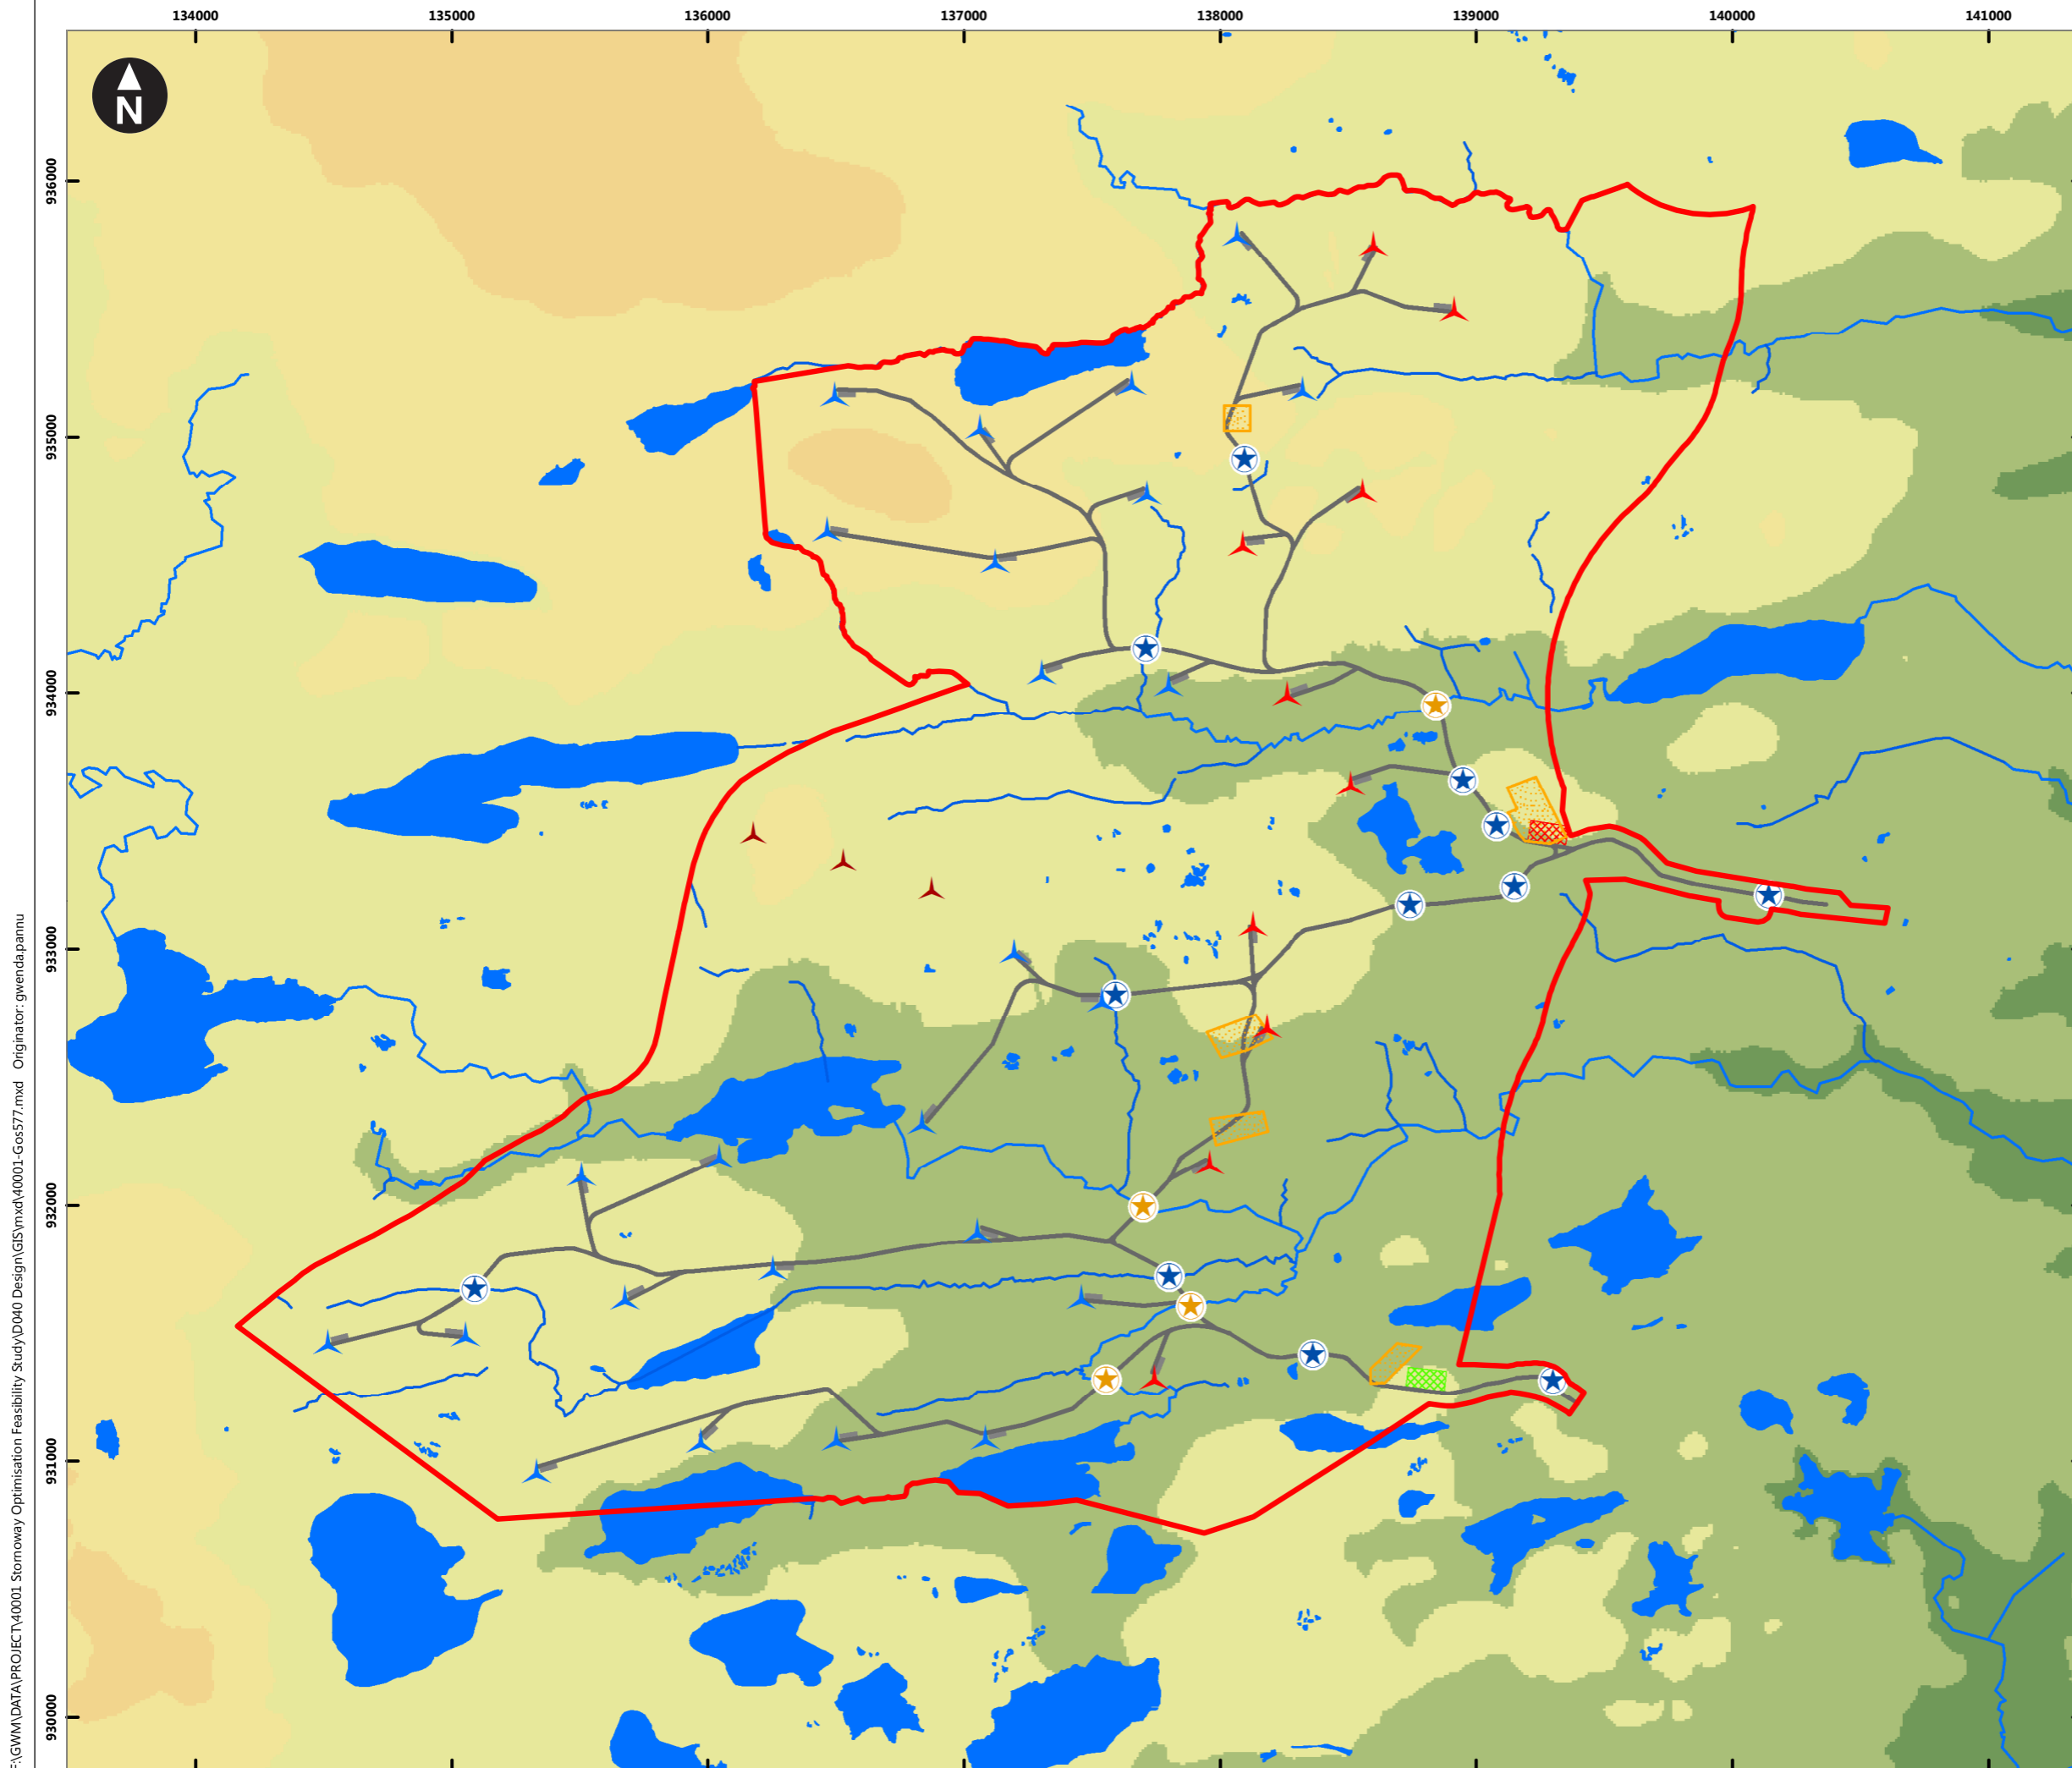 134000 135000 136000 137000 138000 139000 140000 141000
N
936000
935000
934000
933000
932000
931000
930000
F:\GWM\DATA\PROJECT\40001 Stornoway Optimisation Feasibility Study\D040 Design\GIS\mxd\40001-Gos577.mxd Originator: gwenda.pannu